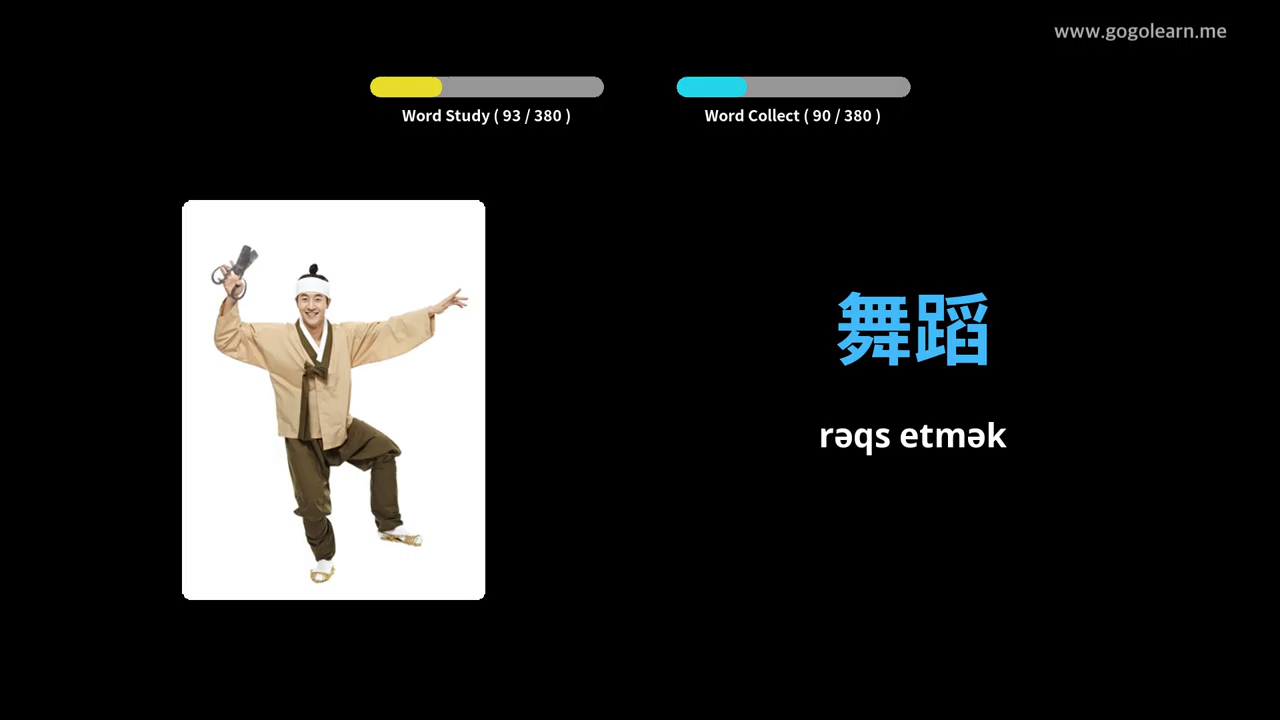 www.gogolearn.me
Word Study ( 93 / 380 )
Word Collect ( 90 / 380 )
舞蹈
rəqs etmək